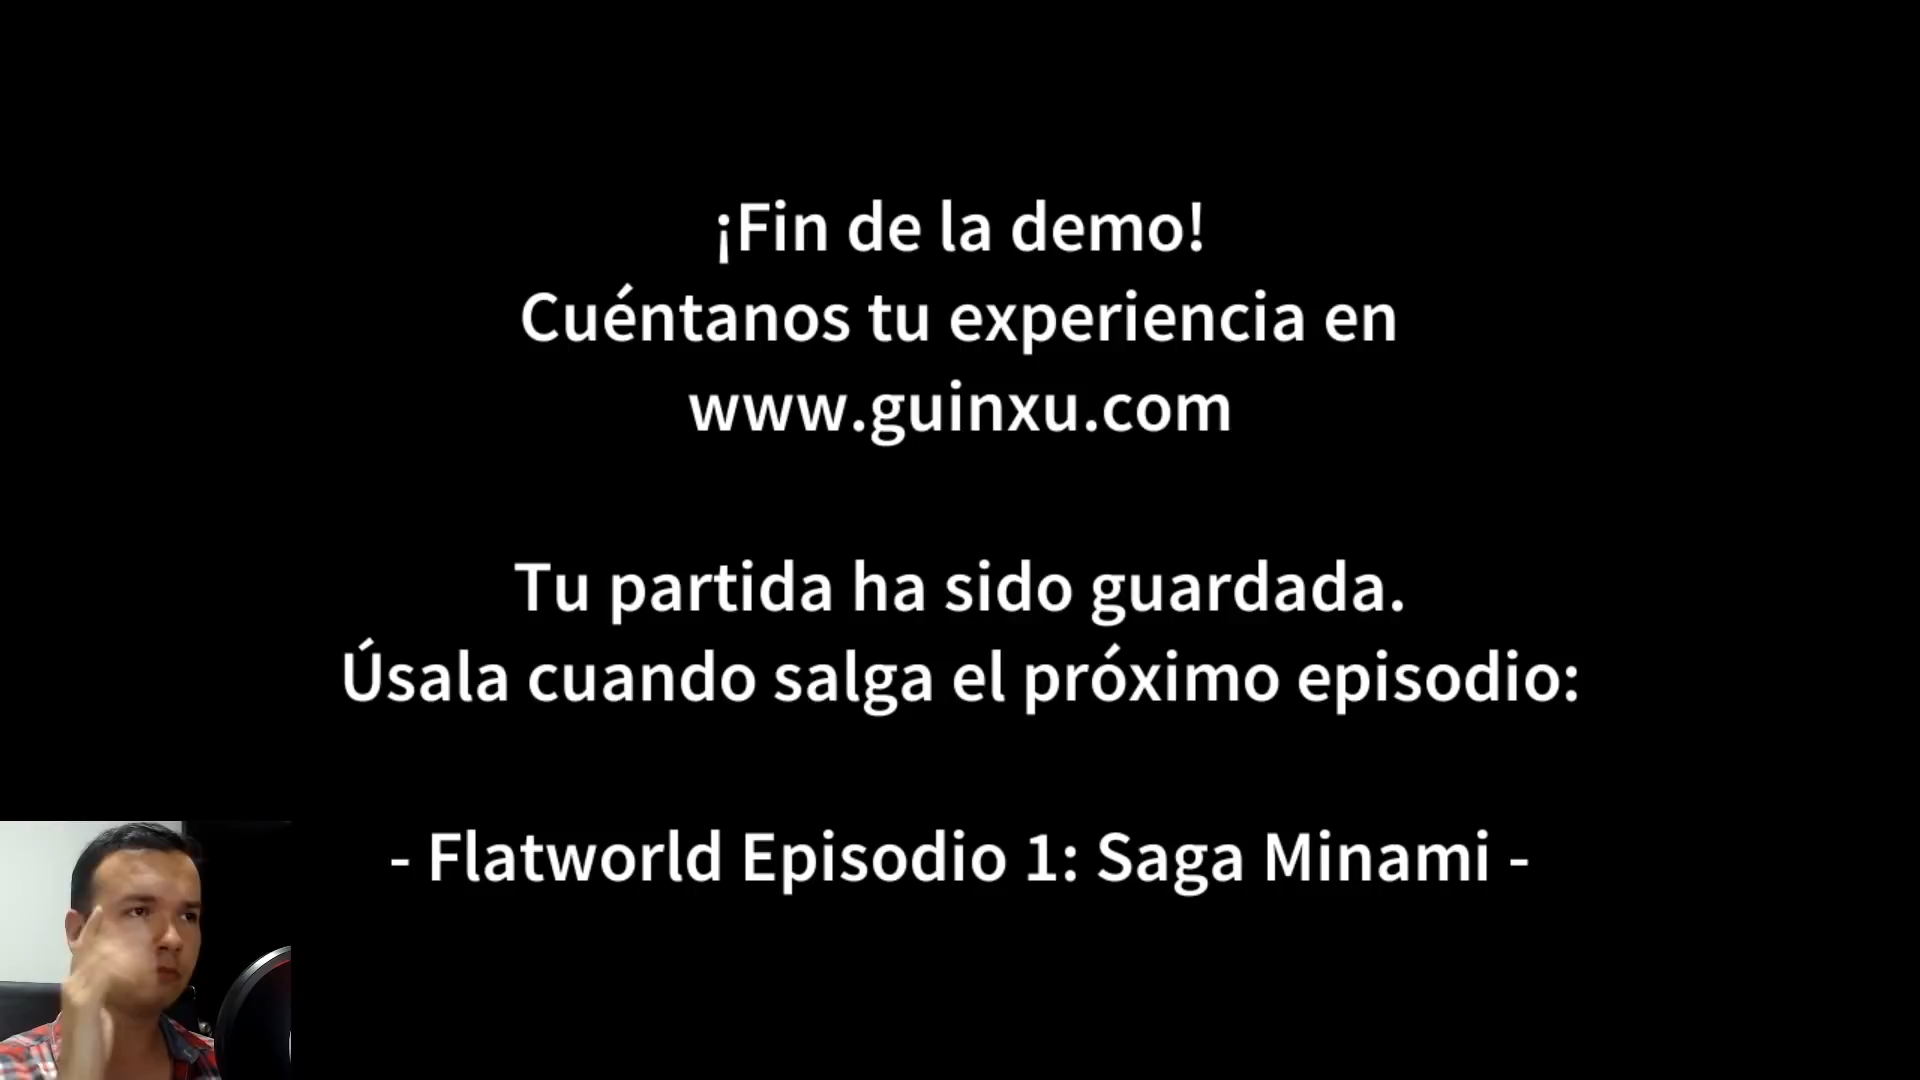 ¡Fin de la demo!
Cuéntanos tu experiencia en
www.guinxu.com
Tu partida ha sido guardada.
Úsala cuando salga el próximo episodio:
- Flatworld Episodio 1: Saga Minami -